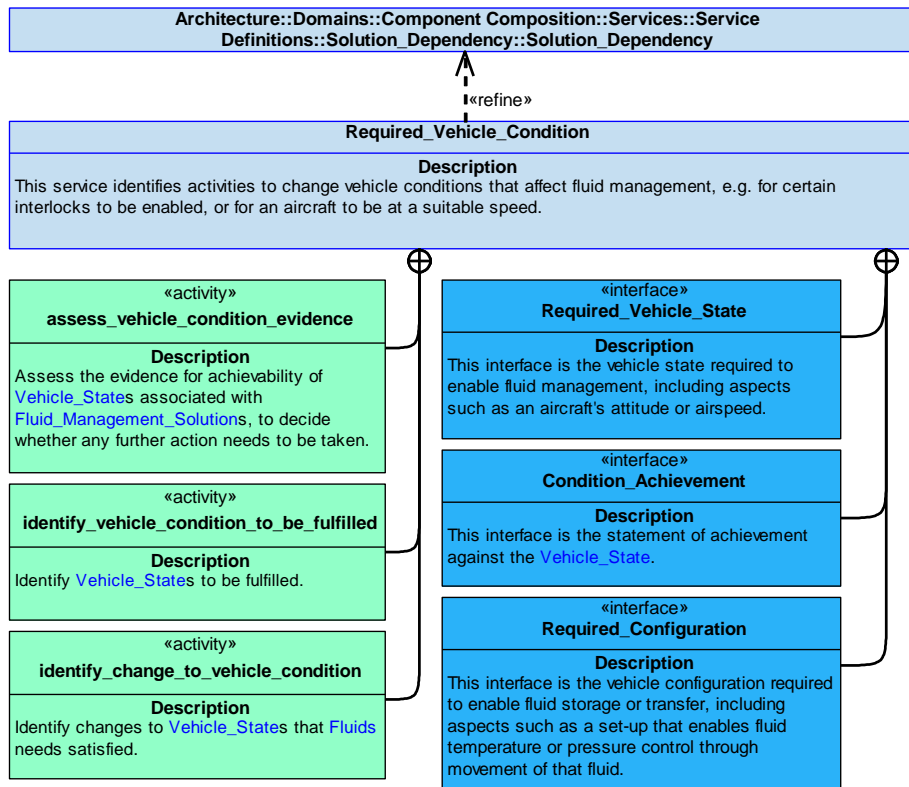 Architecture::Domains::Component Composition::Services::Service
Definitions::Solution_Dependency::Solution_Dependency
«refine»
Required_Vehicle_Condition
Description
This service identifies activities to change vehicle conditions that affect fluid management, e.g. for certain
interlocks to be enabled, or for an aircraft to be at a suitable speed.
«activity»
assess_vehicle_condition_evidence
Description
Assess the evidence for achievability of
Vehicle_States associated with
Fluid_Management_Solutions, to decide
whether any further action needs to be taken.
«activity»
identify_vehicle_condition_to_be_fulfilled
Description
Identify Vehicle_States to be fulfilled.
«activity»
identify_change_to_vehicle_condition
Description
Identify changes to Vehicle_States that Fluids
needs satisfied.
«interface»
Required_Vehicle_State
Description
This interface is the vehicle state required to
enable fluid management, including aspects
such as an aircraft's attitude or airspeed.
«interface»
Condition_Achievement
Description
This interface is the statement of achievement
against the Vehicle_State.
«interface»
Required_Configuration
Description
This interface is the vehicle configuration required
to enable fluid storage or transfer, including
aspects such as a set-up that enables fluid
temperature or pressure control through
movement of that fluid.